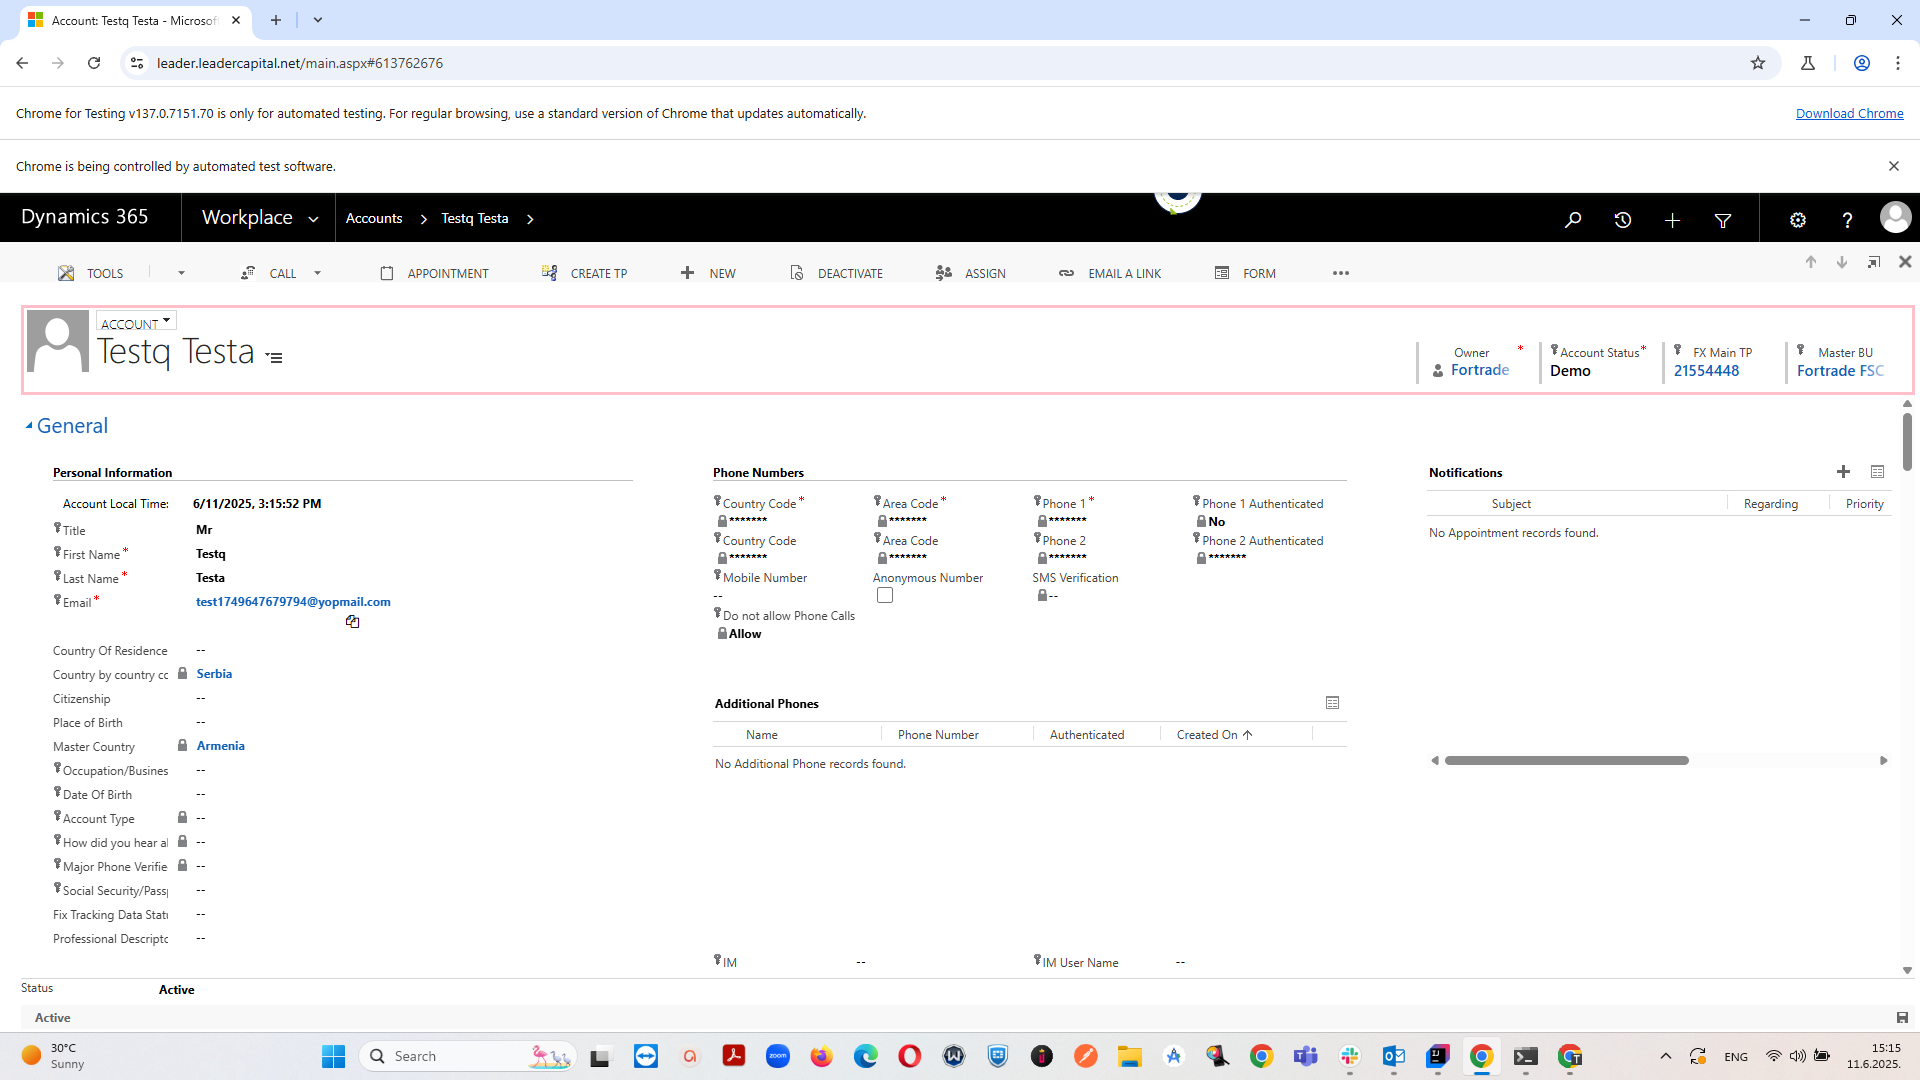 Account: Testq Testa - Microsof
leader.leadercapital.net/main.aspx#613762676
Chrome for Testing v137.0.7151.70 is only for automated testing. For regular browsing, use a standard version of Chrome that updates automatically.
Download Chrome
Chrome is being controlled by automated test software.
Dynamics 365
Workplace
Accounts
Testq Testa
TOOLS
CALL
APPOINTMENT
CREATE TP
NEW
DEACTIVATE
ASSIGN
EMAIL A LINK
FORM
ACCOUNT
Testq Testa
Owner *
Fortrade
Account Status *
Demo
FX Main TP
21554448
Master BU
Fortrade FSC
General
Personal Information
Account Local Time: 6/11/2025, 3:15:52 PM
Title Mr
First Name * Testq
Last Name * Testa
Email * test1749647679794@yopmail.com
Country Of Residence --
Country by country cc Serbia
Citizenship --
Place of Birth --
Master Country Armenia
Occupation/Busines --
Date Of Birth --
Account Type --
How did you hear a --
Major Phone Verifie --
Social Security/Passp --
Fix Tracking Data Statu --
Professional Descripto --
Phone Numbers
Country Code * Area Code * Phone 1 * Phone 1 Authenticated
******* ******* ******* No
Country Code Area Code Phone 2 Phone 2 Authenticated
******* ******* ******* *******
Mobile Number Anonymous Number SMS Verification
-- --
Do not allow Phone Calls
Allow
Additional Phones
Name Phone Number Authenticated Created On
No Additional Phone records found.
IM -- IM User Name --
Notifications
Subject Regarding Priority
No Appointment records found.
Status Active
Active
30°C
Sunny
Search
ENG
15:15
11.6.2025.